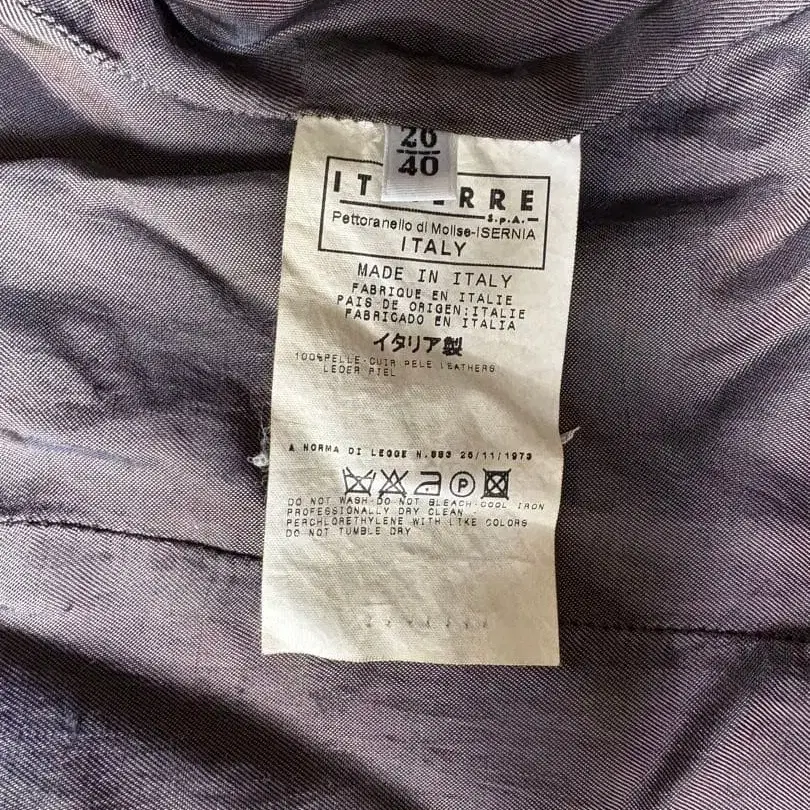 26
40
IT ERRE
S.p.A.
Pettoranello di Molise-ISERNIA
ITALY
MADE IN ITALY
FABRIQUE EN ITALIE
PAIS DE ORIGEN:ITALIE
FABRICADO EN ITALIA
イタリア製
100%PELLE-CUIR PELE LEATHERS
LEDER PIEL
A NORMA DI LEGGE N.883 26/11/1973
P
DO NOT WASH-DO NOT BLEACH-COOL IRON
PROFESSIONALLY DRY CLEAN -
PERCHLORETHYLENE WITH LIKE COLORS
DO NOT TUMBLE DRY